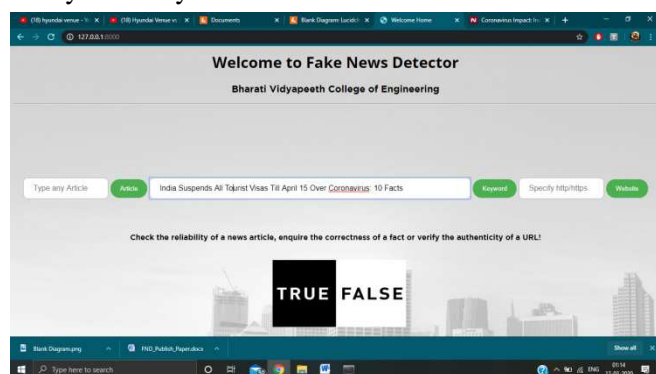 (18) hyundai venue - Yo
(18) Hyundai Venue vs
Documents
Blank Diagram: Lucidch
Welcome Home
Coronavirus Impact: In
127.0.0.1:8000
Welcome to Fake News Detector
Bharati Vidyapeeth College of Engineering
Type any Article
Article
India Suspends All Tourist Visas Till April 15 Over Coronavirus: 10 Facts
Keyword
Specify http/https
Website
Check the reliability of a news article, enquire the correctness of a fact or verify the authenticity of a URL!
TRUE FALSE
Blank Diagram.png
FND_Publish_Paper.docx
Show all
Type here to search
ENG
01:14